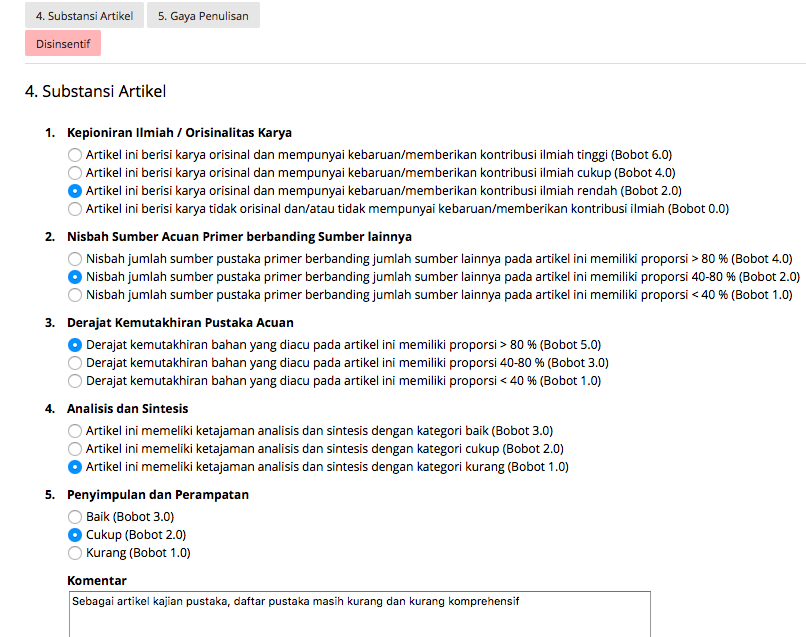 4. Substansi Artikel
5. Gaya Penulisan
Disinsentif
4. Substansi Artikel
1. Kepioniran Ilmiah / Orisinalitas Karya
Artikel ini berisi karya orisinal dan mempunyai kebaruan/memberikan kontribusi ilmiah tinggi (Bobot 6.0)
Artikel ini berisi karya orisinal dan mempunyai kebaruan/memberikan kontribusi ilmiah cukup (Bobot 4.0)
Artikel ini berisi karya orisinal dan mempunyai kebaruan/memberikan kontribusi ilmiah rendah (Bobot 2.0)
Artikel ini berisi karya tidak orisinal dan/atau tidak mempunyai kebaruan/memberikan kontribusi ilmiah (Bobot 0.0)
2. Nisbah Sumber Acuan Primer berbanding Sumber lainnya
Nisbah jumlah sumber pustaka primer berbanding jumlah sumber lainnya pada artikel ini memiliki proporsi > 80 % (Bobot 4.0)
Nisbah jumlah sumber pustaka primer berbanding jumlah sumber lainnya pada artikel ini memiliki proporsi 40-80 % (Bobot 2.0)
Nisbah jumlah sumber pustaka primer berbanding jumlah sumber lainnya pada artikel ini memiliki proporsi < 40 % (Bobot 1.0)
3. Derajat Kemutakhiran Pustaka Acuan
Derajat kemutakhiran bahan yang diacu pada artikel ini memiliki proporsi > 80 % (Bobot 5.0)
Derajat kemutakhiran bahan yang diacu pada artikel ini memiliki proporsi 40-80 % (Bobot 3.0)
Derajat kemutakhiran bahan yang diacu pada artikel ini memiliki proporsi < 40 % (Bobot 1.0)
4. Analisis dan Sintesis
Artikel ini memeliki ketajaman analisis dan sintesis dengan kategori baik (Bobot 3.0)
Artikel ini memeliki ketajaman analisis dan sintesis dengan kategori cukup (Bobot 2.0)
Artikel ini memeliki ketajaman analisis dan sintesis dengan kategori kurang (Bobot 1.0)
5. Penyimpulan dan Perampatan
Baik (Bobot 3.0)
Cukup (Bobot 2.0)
Kurang (Bobot 1.0)
Komentar
Sebagai artikel kajian pustaka, daftar pustaka masih kurang dan kurang komprehensif